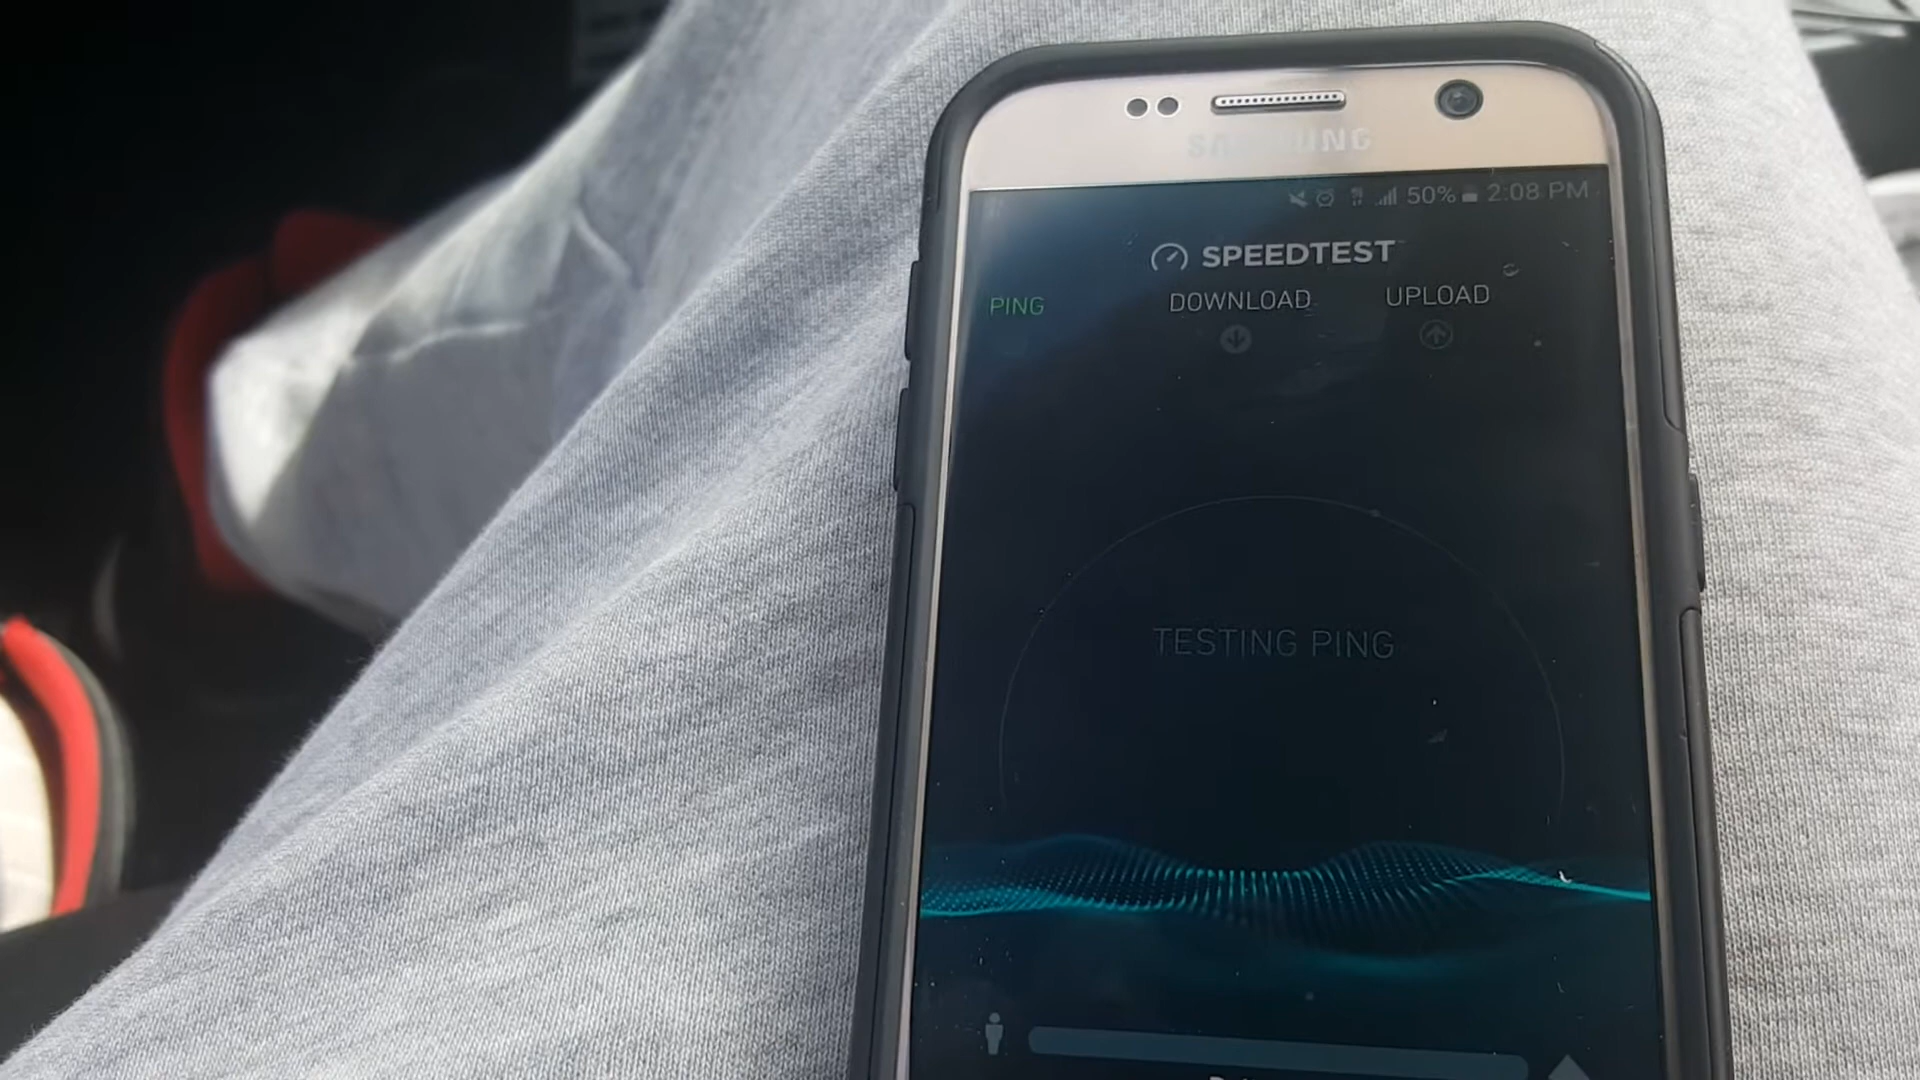 SAMSUNG
50% 2:08 PM
SPEEDTEST
PING DOWNLOAD UPLOAD
TESTING PING